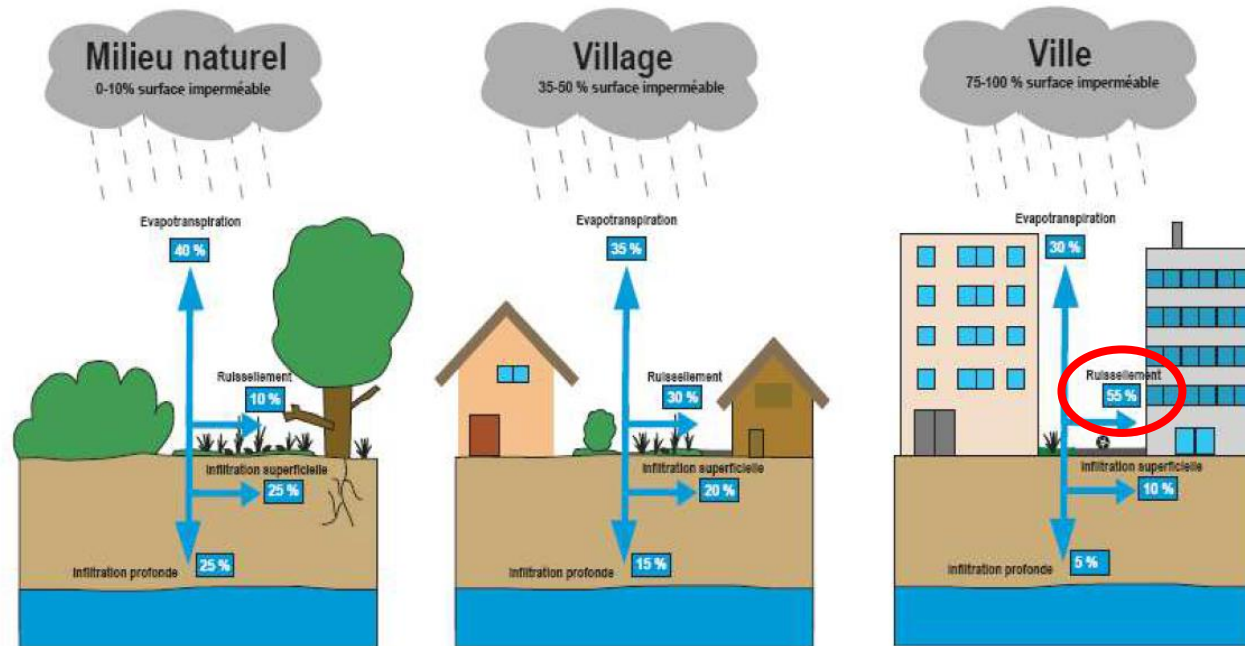 Milieu naturel
0-10% surface imperméable
Evapotranspiration
40 %
Ruissellement
10 %
Infiltration superficielle
25 %
Infiltration profonde
25 %
Village
35-50 % surface imperméable
Evapotranspiration
35 %
Ruissellement
30 %
Infiltration superficielle
20 %
Infiltration profonde
15 %
Ville
75-100 % surface imperméable
Evapotranspiration
30 %
Ruissellement
55 %
Infiltration superficielle
10 %
Infiltration profonde
5 %